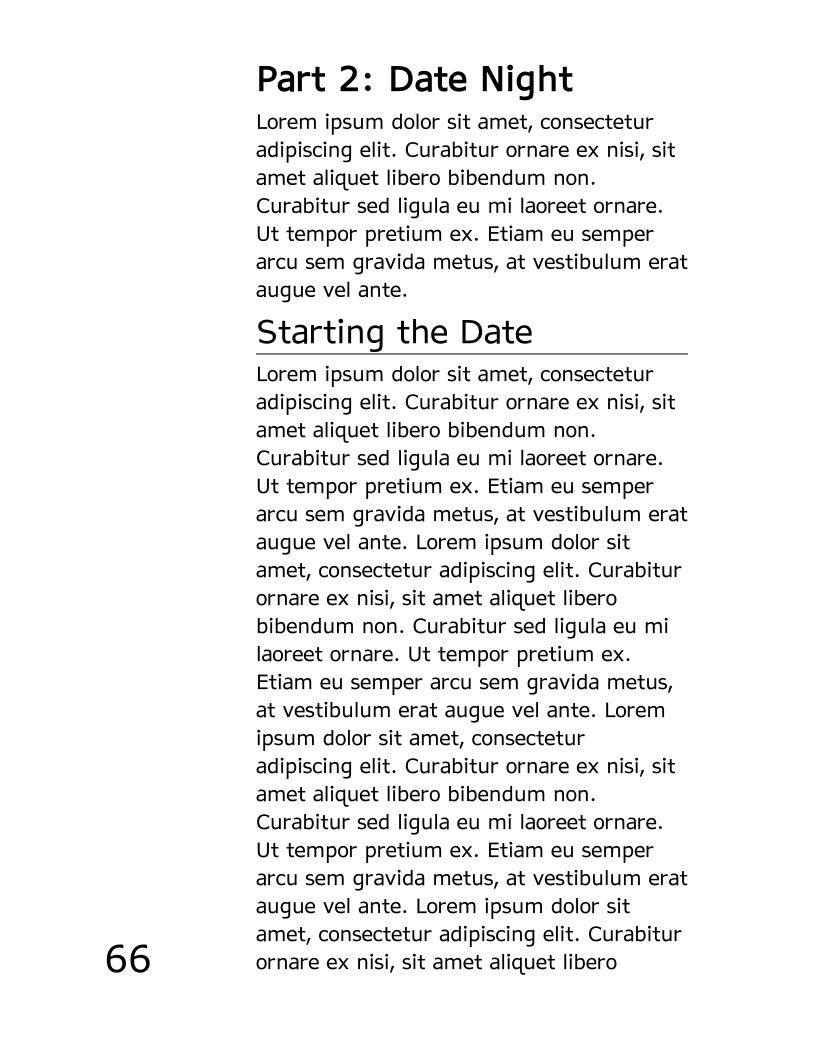 Part 2: Date Night
Lorem ipsum dolor sit amet, consectetur
adipiscing elit. Curabitur ornare ex nisi, sit
amet aliquet libero bibendum non.
Curabitur sed ligula eu mi laoreet ornare.
Ut tempor pretium ex. Etiam eu semper
arcu sem gravida metus, at vestibulum erat
augue vel ante.
Starting the Date
Lorem ipsum dolor sit amet, consectetur
adipiscing elit. Curabitur ornare ex nisi, sit
amet aliquet libero bibendum non.
Curabitur sed ligula eu mi laoreet ornare.
Ut tempor pretium ex. Etiam eu semper
arcu sem gravida metus, at vestibulum erat
augue vel ante. Lorem ipsum dolor sit
amet, consectetur adipiscing elit. Curabitur
ornare ex nisi, sit amet aliquet libero
bibendum non. Curabitur sed ligula eu mi
laoreet ornare. Ut tempor pretium ex.
Etiam eu semper arcu sem gravida metus,
at vestibulum erat augue vel ante. Lorem
ipsum dolor sit amet, consectetur
adipiscing elit. Curabitur ornare ex nisi, sit
amet aliquet libero bibendum non.
Curabitur sed ligula eu mi laoreet ornare.
Ut tempor pretium ex. Etiam eu semper
arcu sem gravida metus, at vestibulum erat
augue vel ante. Lorem ipsum dolor sit
amet, consectetur adipiscing elit. Curabitur
ornare ex nisi, sit amet aliquet libero
66